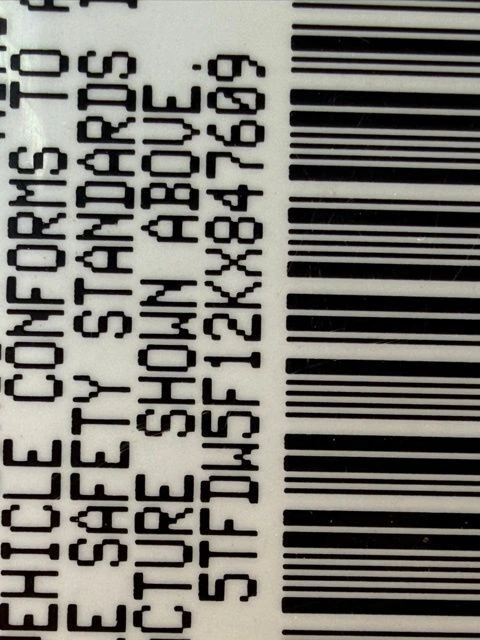 EHICLE CONFORMS TO
E SAFETY STANDARDS
CTURE SHOWN ABOVE.
5TFDW5F12KX847609